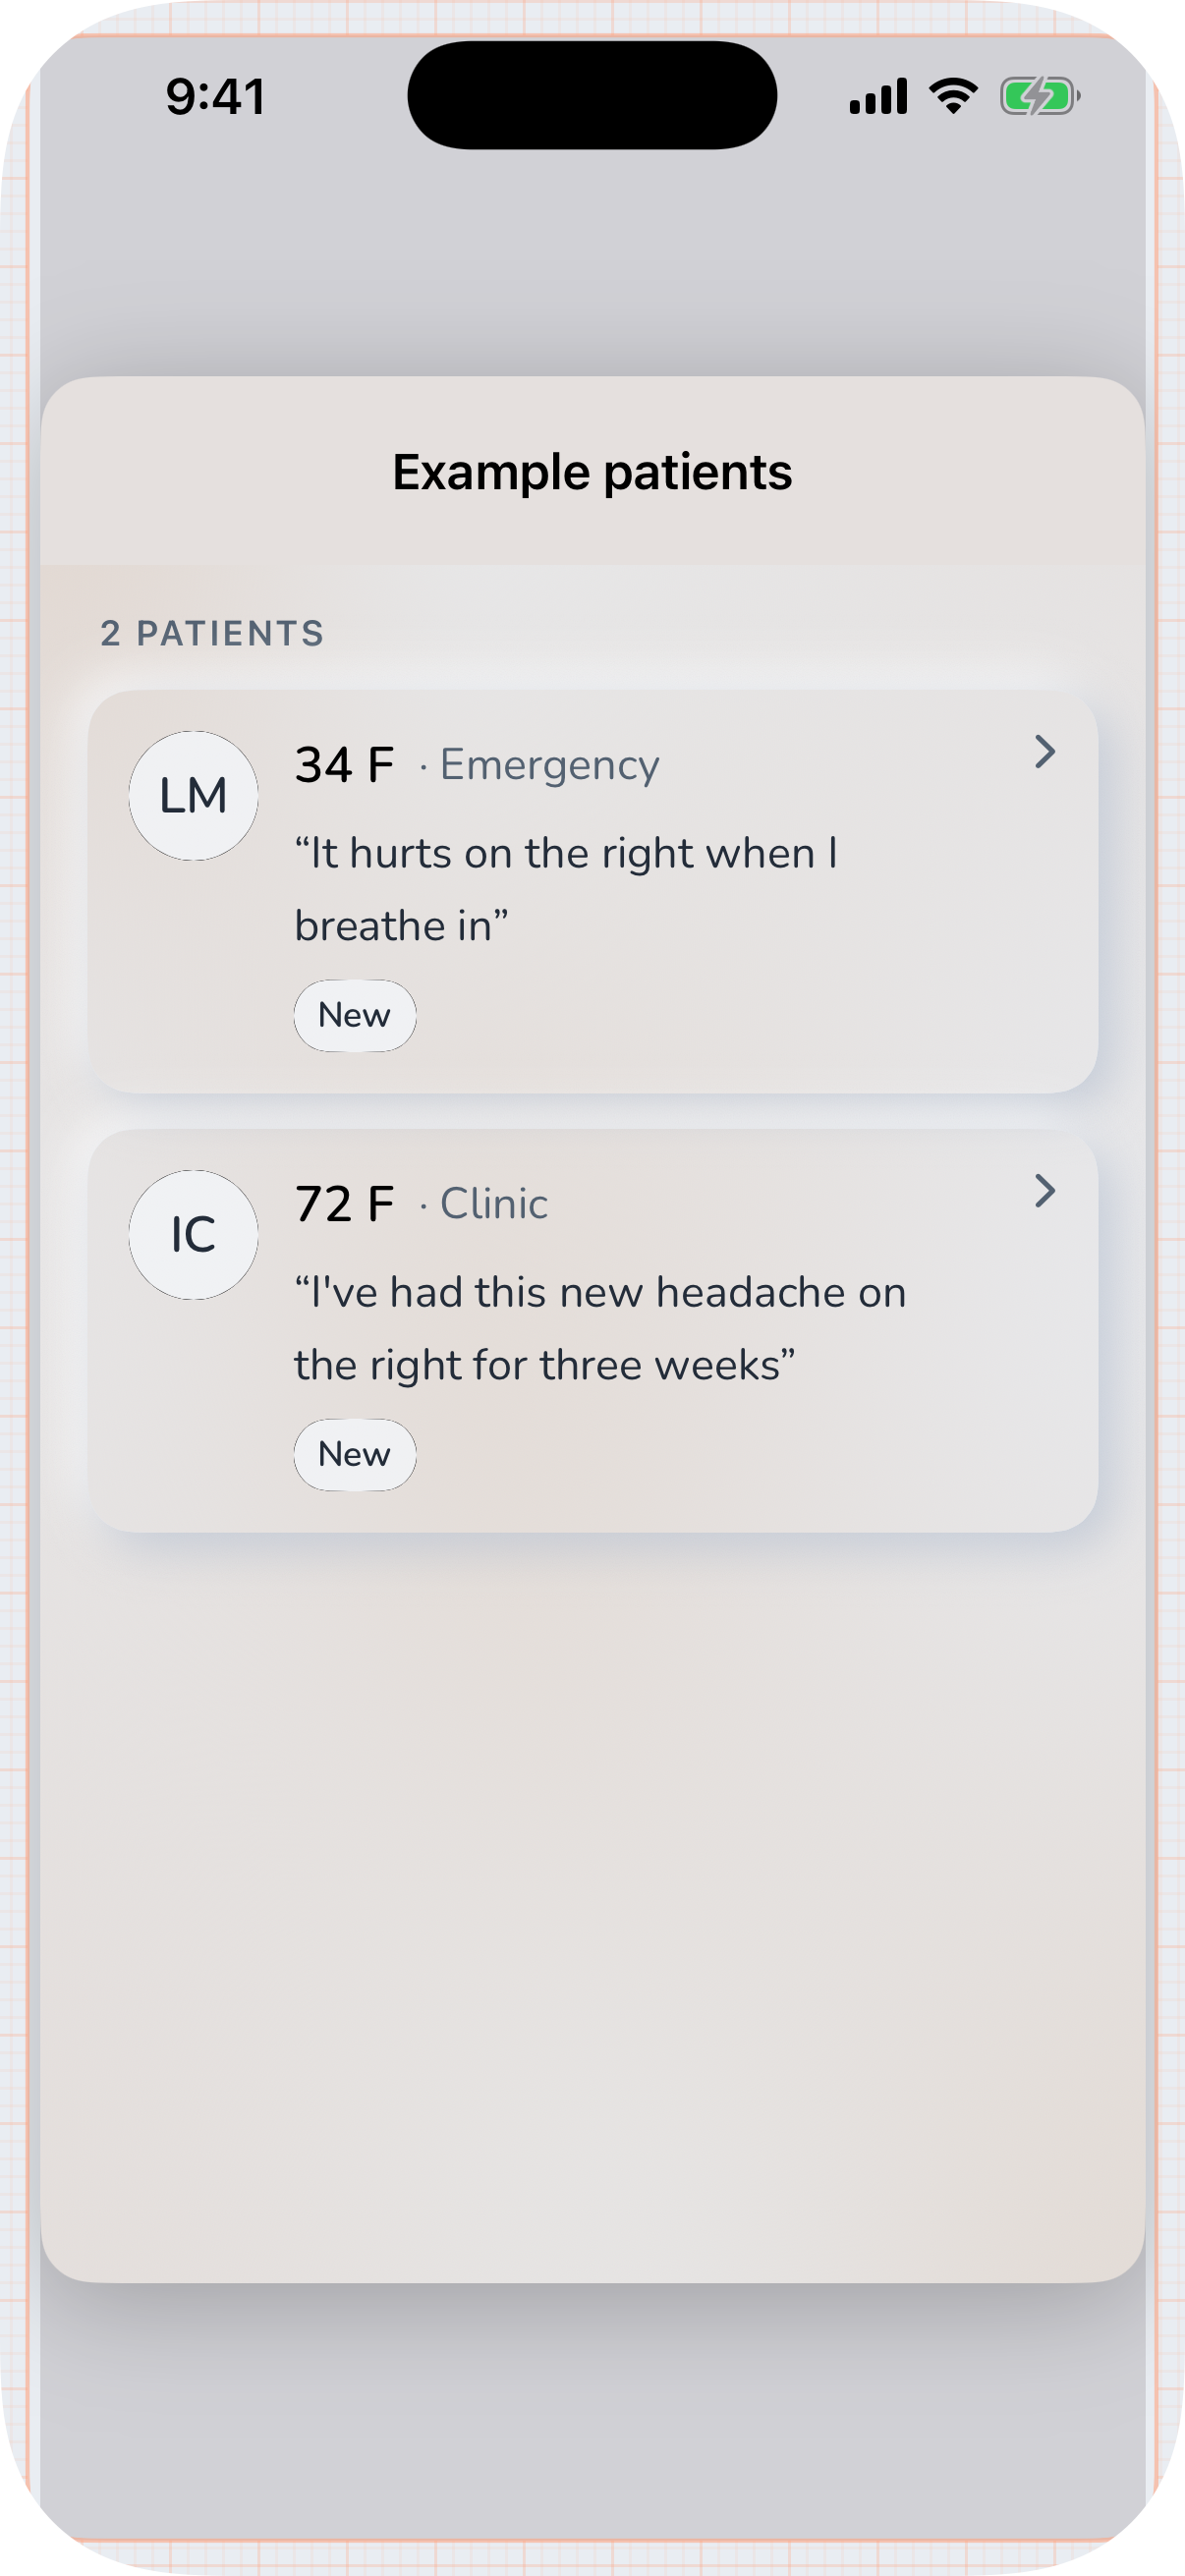 9:41
Example patients
2 PATIENTS
LM
34 F · Emergency
“It hurts on the right when I
breathe in”
New
IC
72 F · Clinic
“I've had this new headache on
the right for three weeks”
New